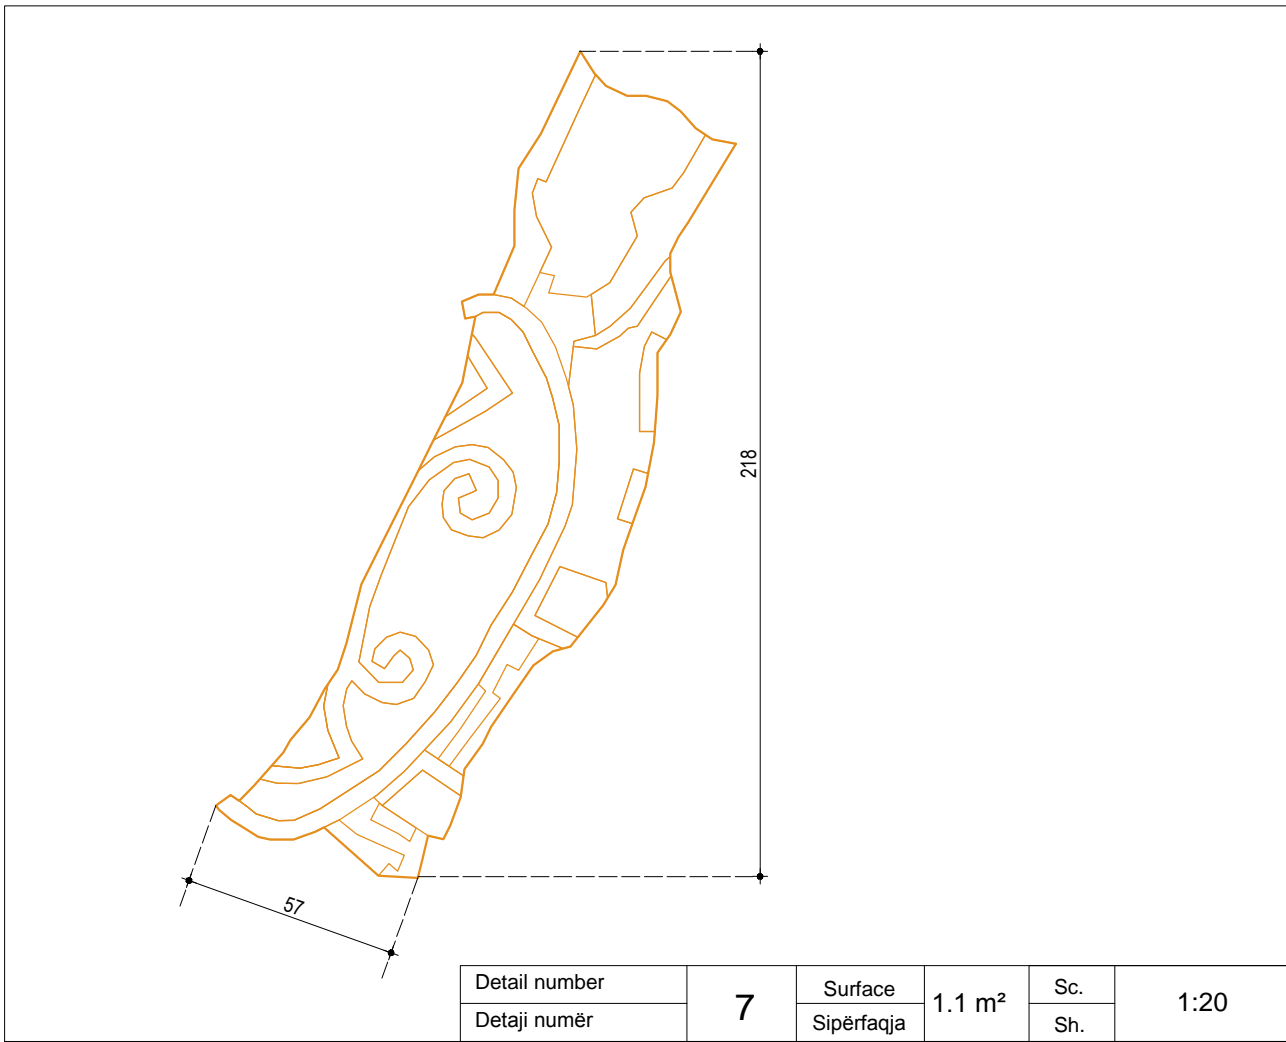 218
57
Detail number
Detaji numër
7
Surface
Sipërfaqja
1.1 m²
Sc.
Sh.
1:20